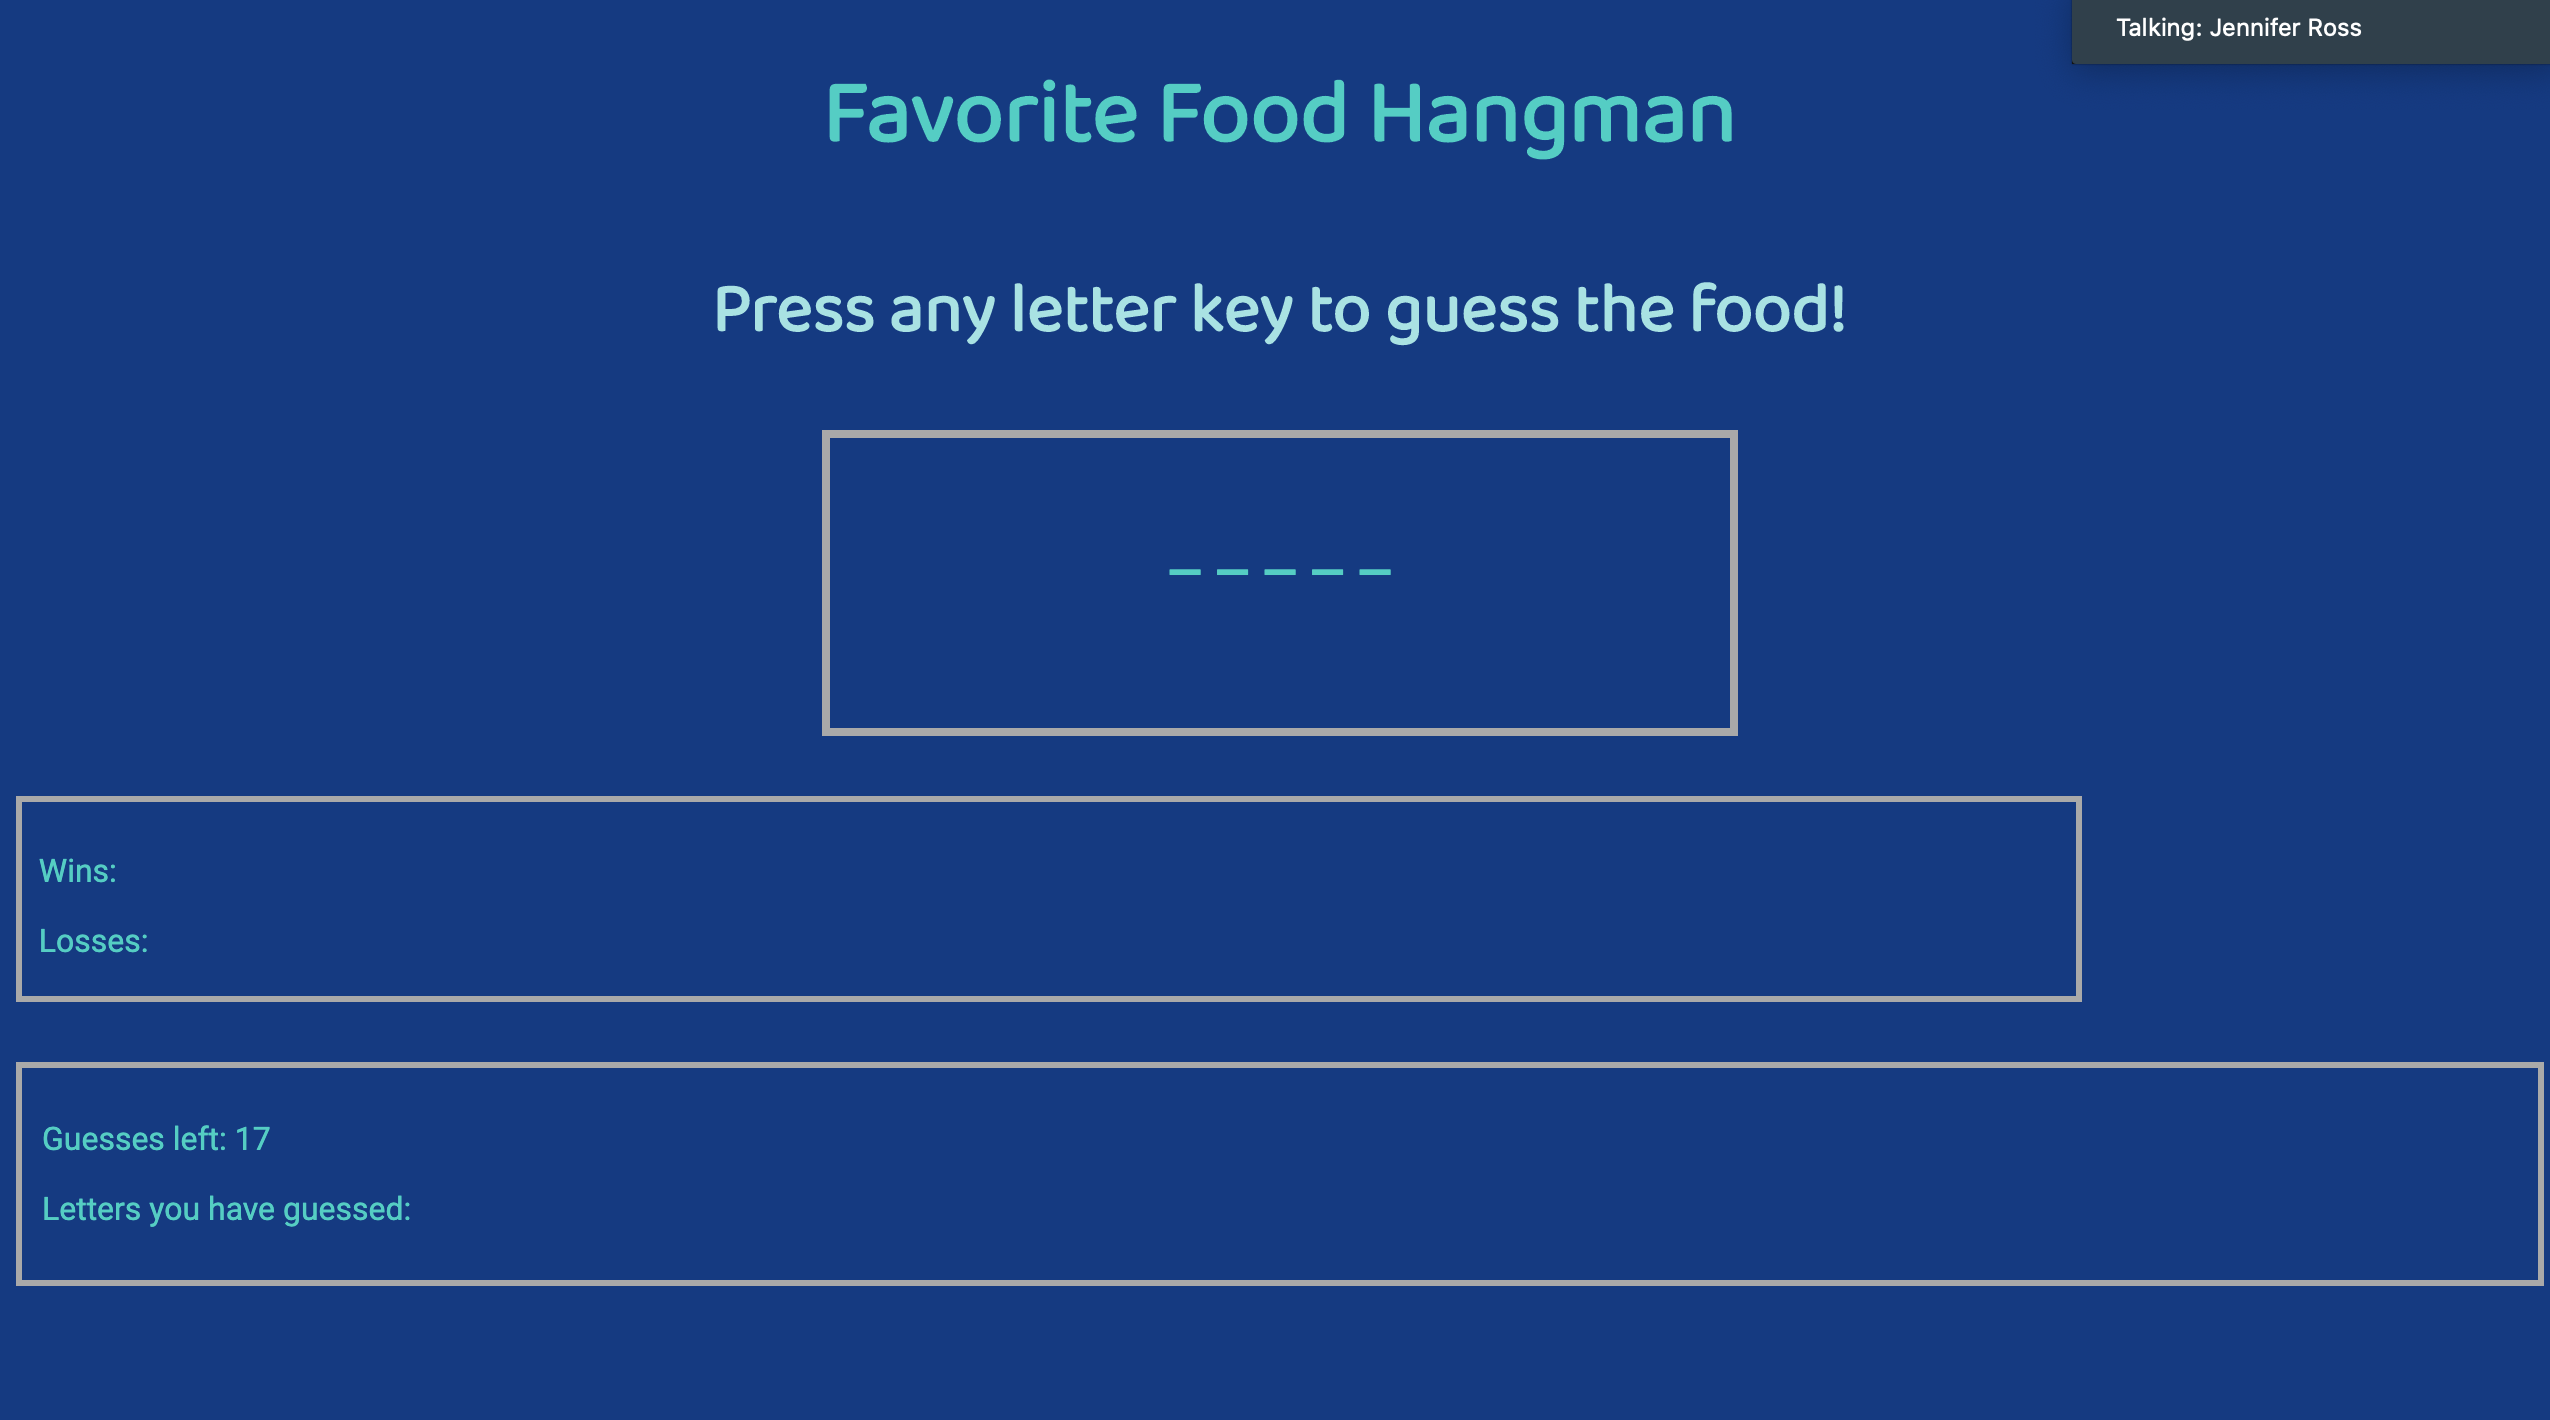 Talking: Jennifer Ross
Favorite Food Hangman
Press any letter key to guess the food!
_ _ _ _ _
Wins:
Losses:
Guesses left: 17
Letters you have guessed: